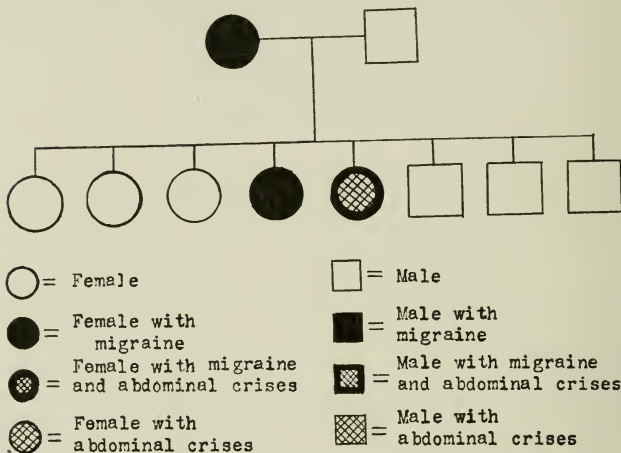 = Female
= Male
= Female with
migraine
= Male with
migraine
= Female with migraine
and abdominal crises
= Male with migraine
and abdominal crises
= Female with
abdominal crises
= Male with
abdominal crises